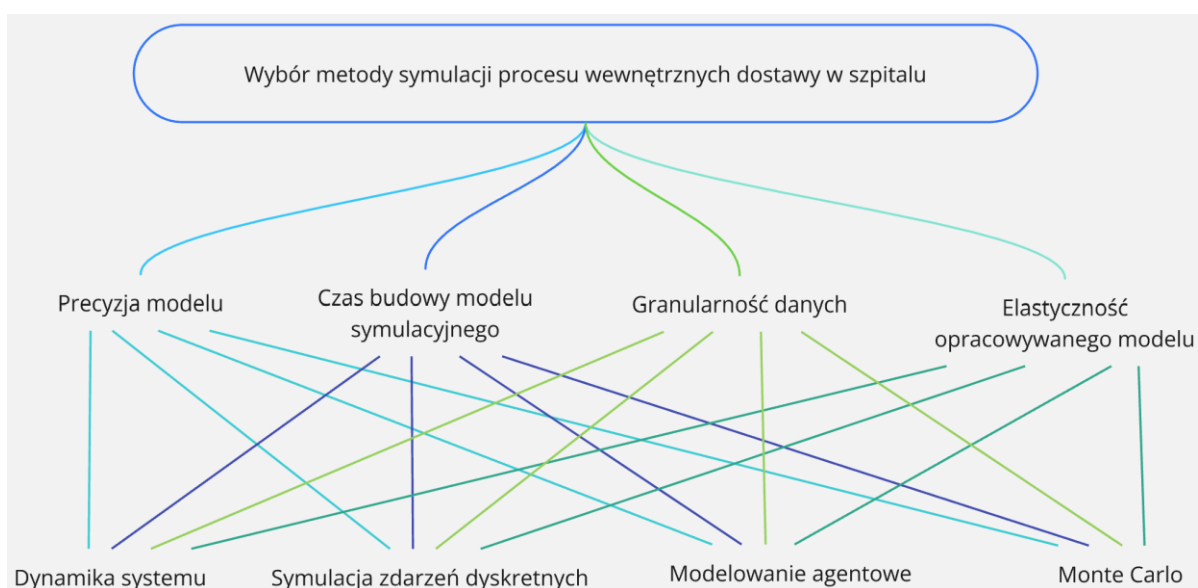 Wybór metody symulacji procesu wewnętrznych dostawy w szpitalu
Precyzja modelu
Czas budowy modelu
symulacyjnego
Granularność danych
Elastyczność
opracowywanego modelu
Dynamika systemu
Symulacja zdarzeń dyskretnych
Modelowanie agentowe
Monte Carlo